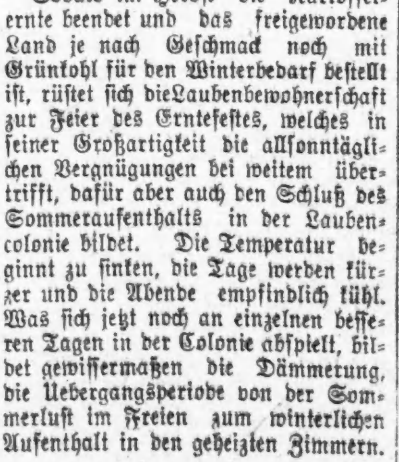 ernte beendet und das freigewordene
Land je nach Geschmack noch mit
Grünkohl für den Winterbedarf bestellt
ist, rüstet sich dieLaubenbewohnerschaft
zur Feier des Erntefestes, welches in
seiner Großartigkeit die allsonntägli-
chen Vergnügungen bei weitem über-
trifft, dafür aber auch den Schluß des
Sommeraufenthalts in der Lauben-
colonie bildet. Die Temperatur be-
ginnt zu sinken, die Tage werden kür-
zer und die Abende empfindlich kühl.
Was sich jetzt noch an einzelnen besse-
ren Tagen in der Colonie abspielt, bil-
det gewissermaßen die Dämmerung,
die Uebergangsperiode von der Som-
merlust im Freien zum winterlichen
Aufenthalt in den geheizten Zimmern.